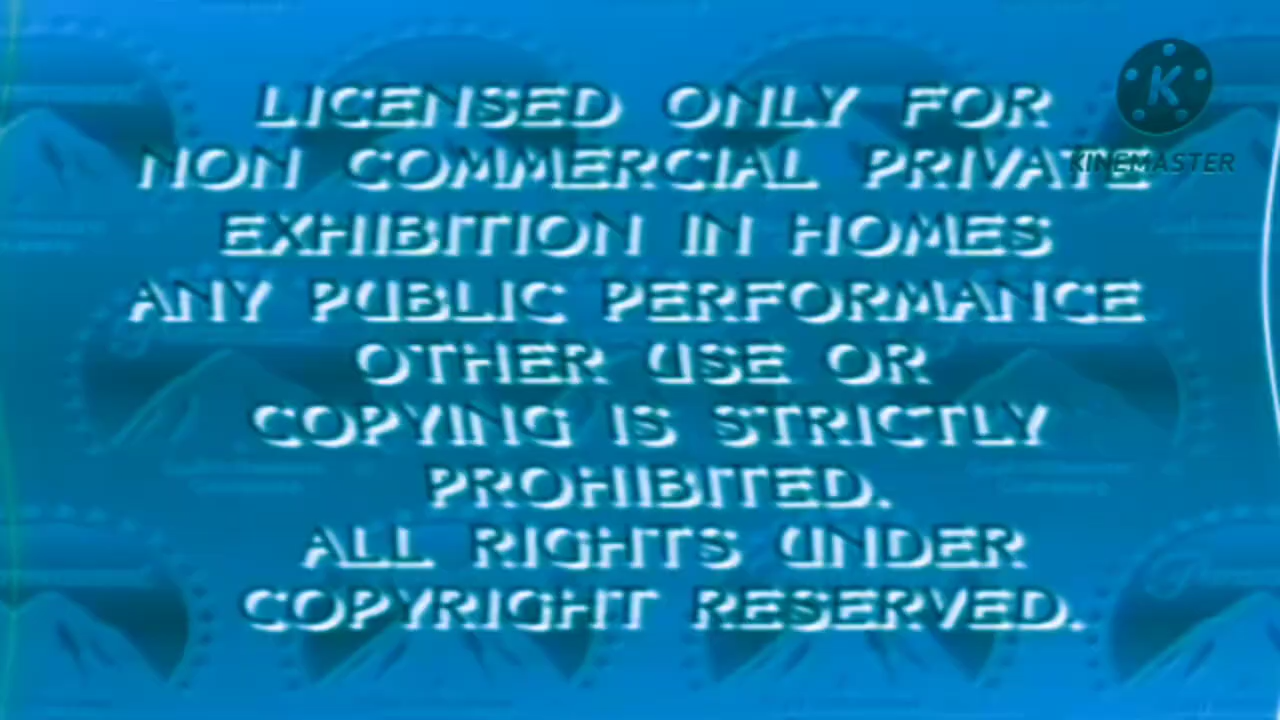 LICENSED ONLY FOR
NON COMMERCIAL PRIVATE
EXHIBITION IN HOMES
ANY PUBLIC PERFORMANCE
OTHER USE OR
COPYING IS STRICTLY
PROHIBITED.
ALL RIGHTS UNDER
COPYRIGHT RESERVED.
K
KINEMASTER